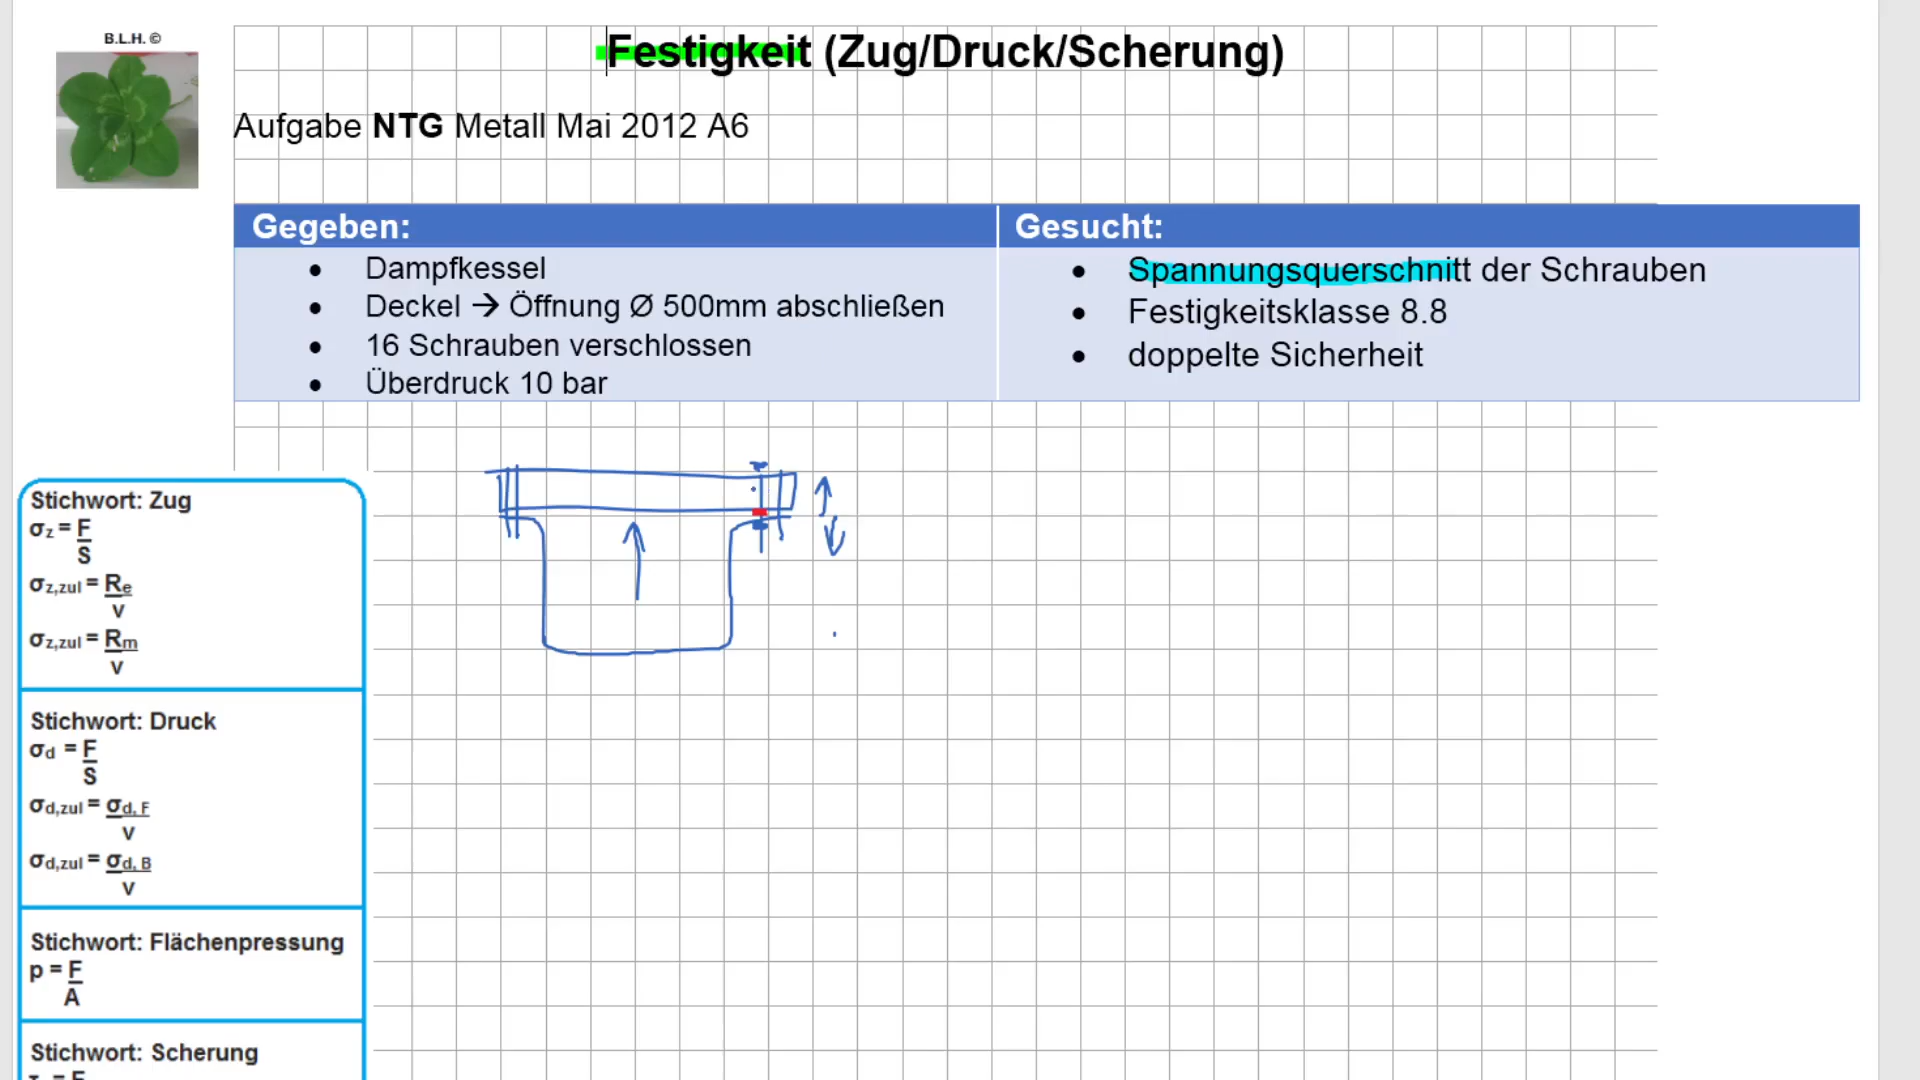 B.L.H. ©
Festigkeit (Zug/Druck/Scherung)
Aufgabe NTG Metall Mai 2012 A6
Gegeben:
• Dampfkessel
• Deckel → Öffnung Ø 500mm abschließen
• 16 Schrauben verschlossen
• Überdruck 10 bar
Gesucht:
• Spannungsquerschnitt der Schrauben
• Festigkeitsklasse 8.8
• doppelte Sicherheit
Stichwort: Zug
σz = F
S
σz,zul = Re
v
σz,zul = Rm
v
Stichwort: Druck
σd = F
S
σd,zul = σd, F
v
σd,zul = σd, B
v
Stichwort: Flächenpressung
p = F
A
Stichwort: Scherung